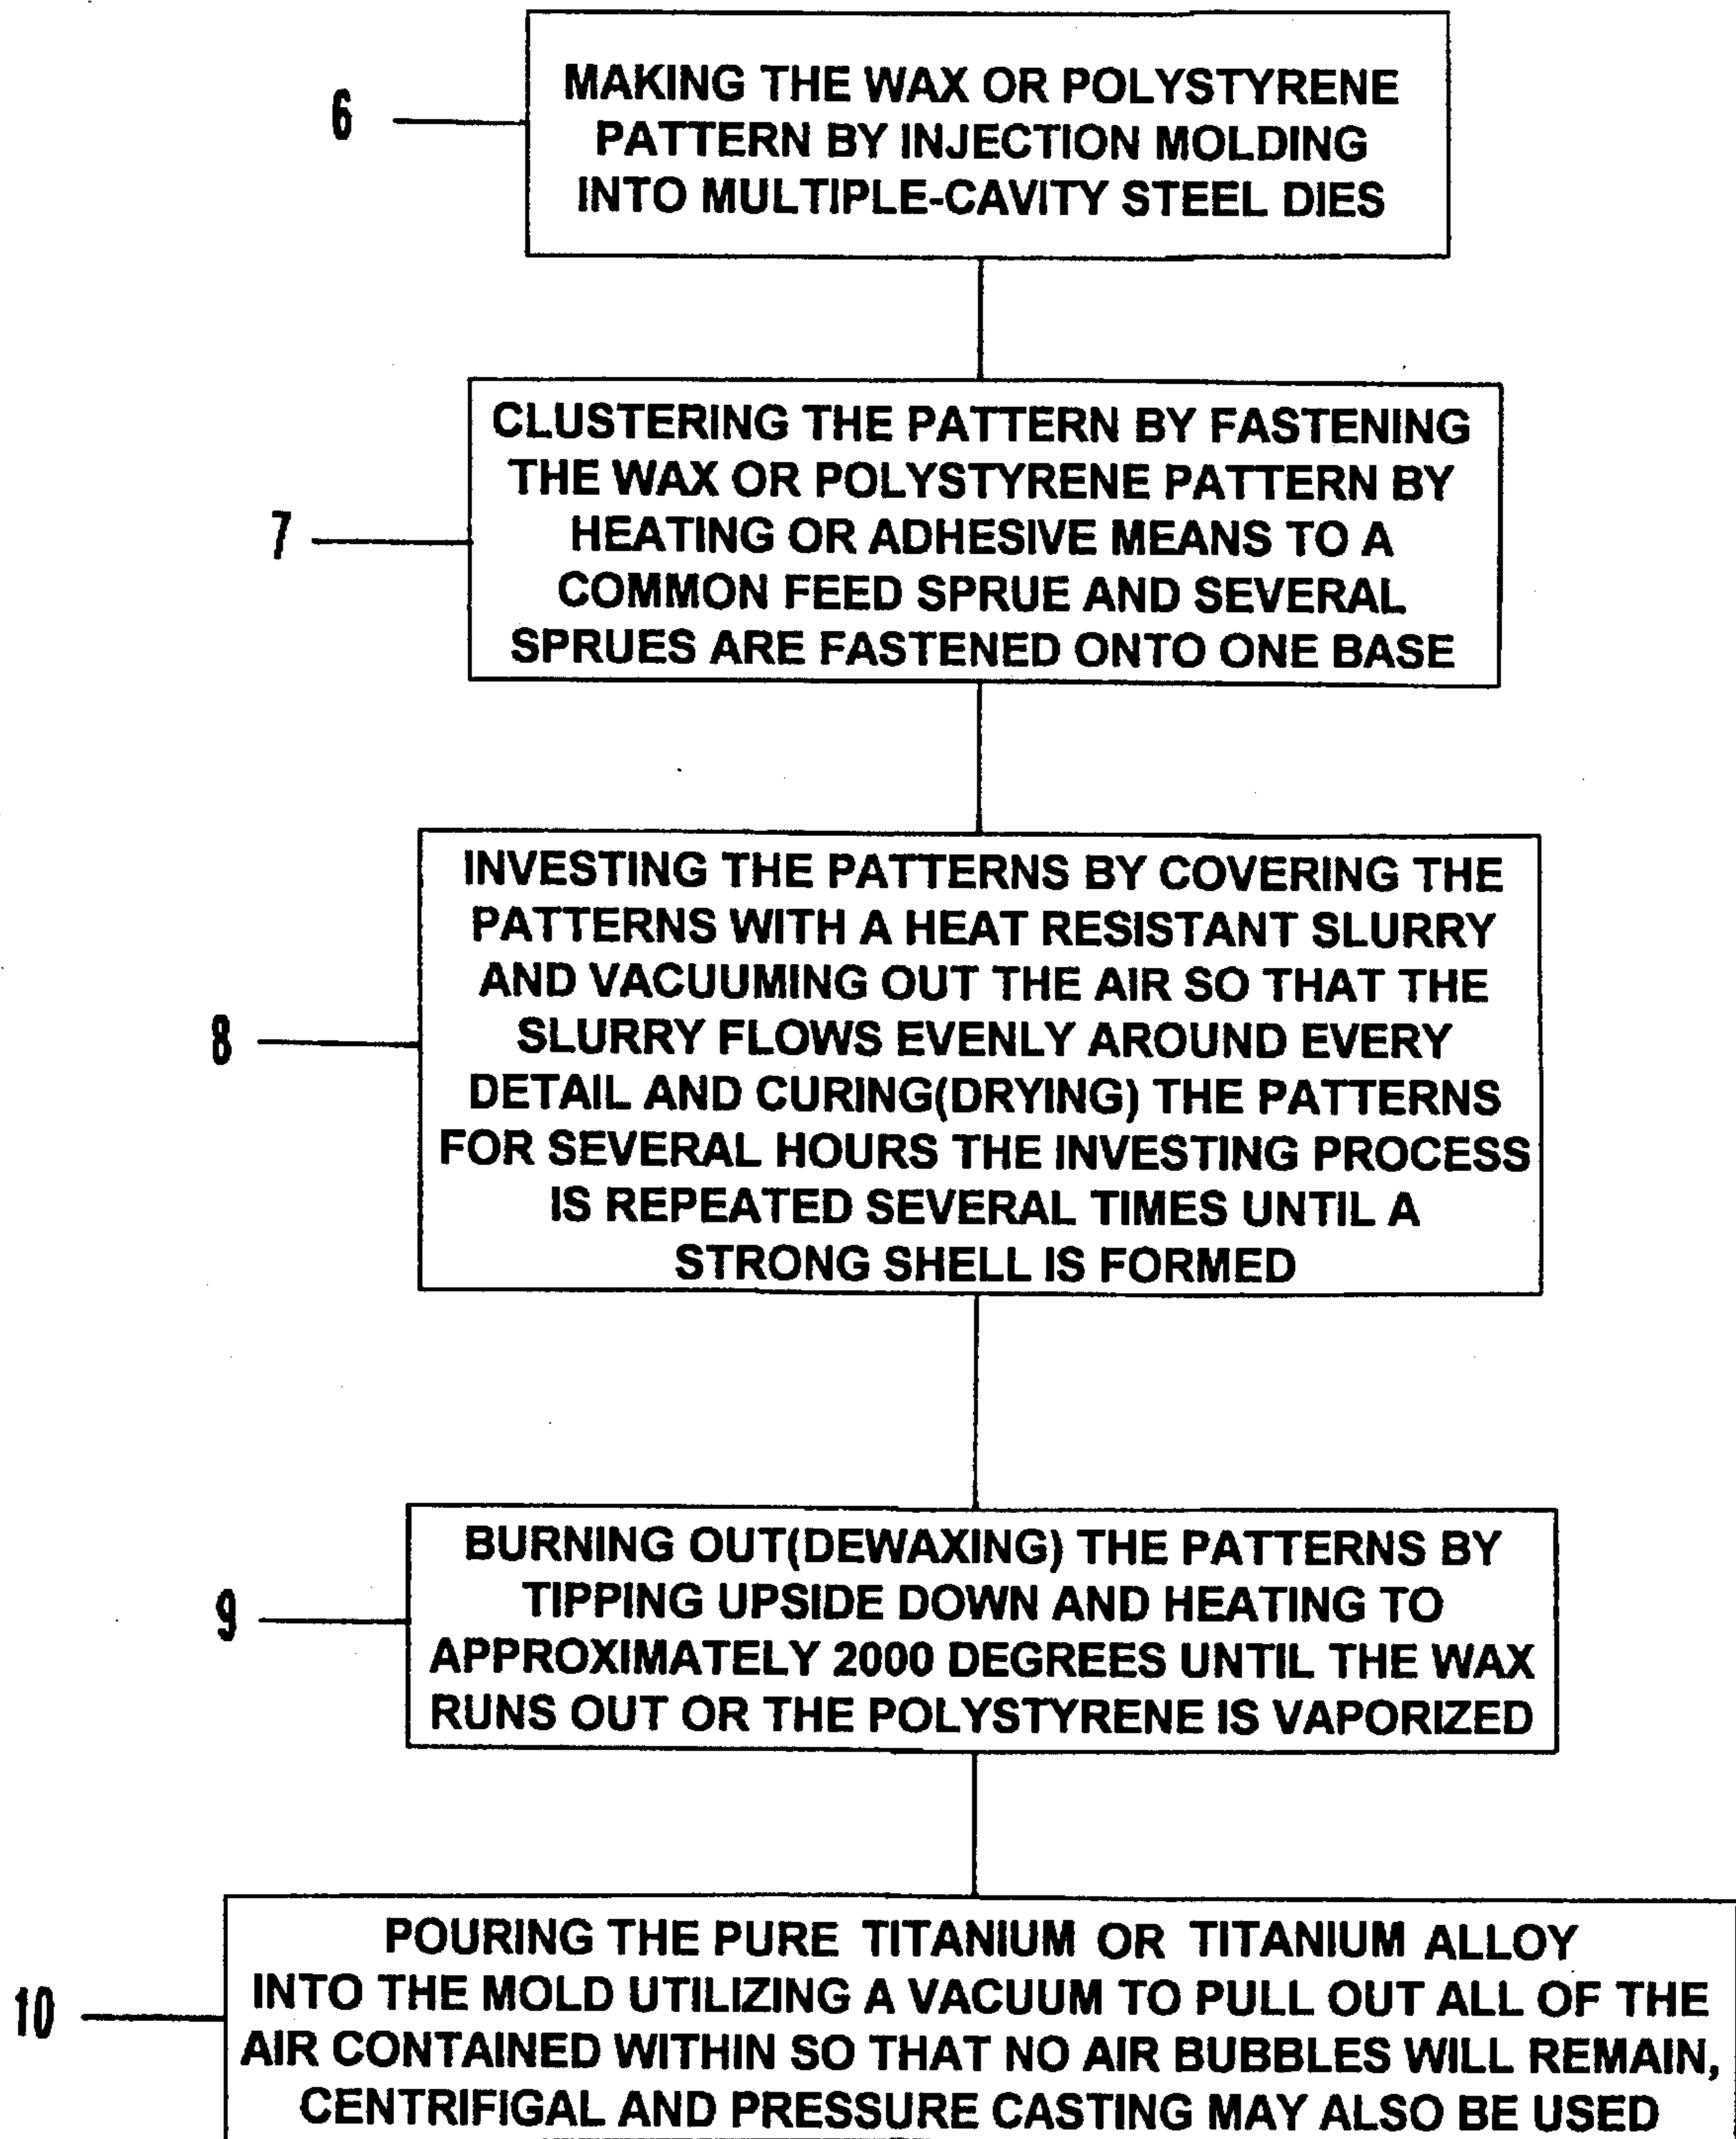 6
MAKING THE WAX OR POLYSTYRENE
PATTERN BY INJECTION MOLDING
INTO MULTIPLE-CAVITY STEEL DIES
7
CLUSTERING THE PATTERN BY FASTENING
THE WAX OR POLYSTYRENE PATTERN BY
HEATING OR ADHESIVE MEANS TO A
COMMON FEED SPRUE AND SEVERAL
SPRUES ARE FASTENED ONTO ONE BASE
8
INVESTING THE PATTERNS BY COVERING THE
PATTERNS WITH A HEAT RESISTANT SLURRY
AND VACUUMING OUT THE AIR SO THAT THE
SLURRY FLOWS EVENLY AROUND EVERY
DETAIL AND CURING(DRYING) THE PATTERNS
FOR SEVERAL HOURS THE INVESTING PROCESS
IS REPEATED SEVERAL TIMES UNTIL A
STRONG SHELL IS FORMED
9
BURNING OUT(DEWAXING) THE PATTERNS BY
TIPPING UPSIDE DOWN AND HEATING TO
APPROXIMATELY 2000 DEGREES UNTIL THE WAX
RUNS OUT OR THE POLYSTYRENE IS VAPORIZED
10
POURING THE PURE TITANIUM OR TITANIUM ALLOY
INTO THE MOLD UTILIZING A VACUUM TO PULL OUT ALL OF THE
AIR CONTAINED WITHIN SO THAT NO AIR BUBBLES WILL REMAIN,
CENTRIFIGAL AND PRESSURE CASTING MAY ALSO BE USED